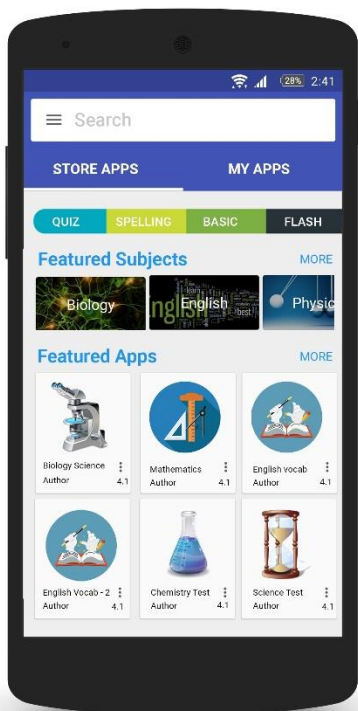 28% 2:41
Search
STORE APPS MY APPS
QUIZ SPELLING BASIC FLASH
Featured Subjects MORE
Biology English Physic
Featured Apps MORE
Biology Science Mathematics English vocab
Author 4.1 Author 4.1 Author 4.1
English Vocab - 2 Chemistry Test Science Test
Author 4.1 Author 4.1 Author 4.1